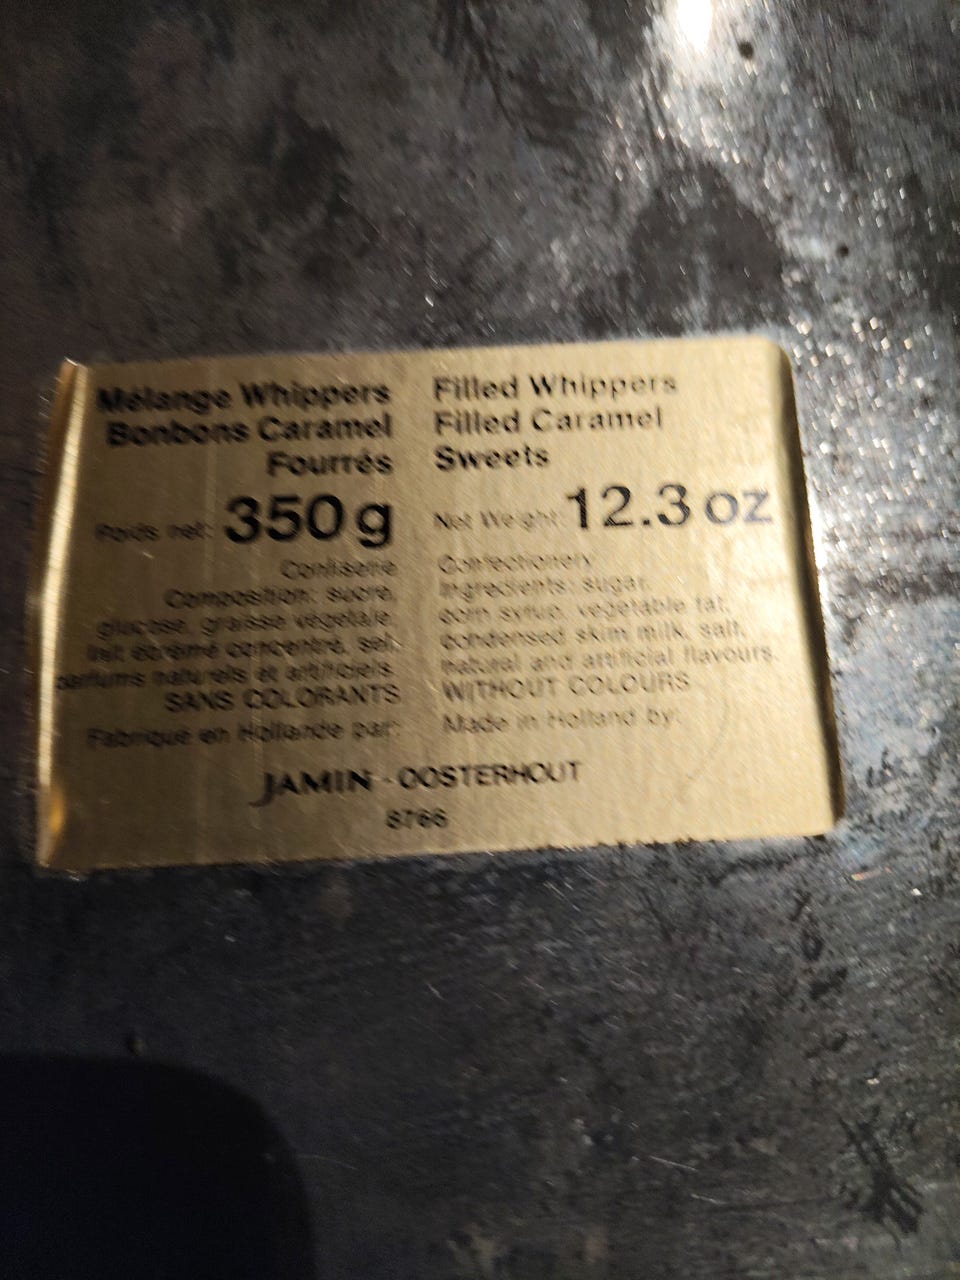 Mélange Whippers
Bonbons Caramel
Fourrés
Poids net: 350 g
Confiserie
Composition: sucre,
glucose, graisse végétale,
lait écrémé concentré, sel,
parfums naturels et artificiels.
SANS COLORANTS
Fabriqué en Hollande par:
Filled Whippers
Filled Caramel
Sweets
Net Weight: 12.3 oz
Confectionery
Ingredients: sugar,
corn syrup, vegetable fat,
condensed skim milk, salt,
natural and artificial flavours.
WITHOUT COLOURS
Made in Holland by:
JAMIN - OOSTERHOUT
8766